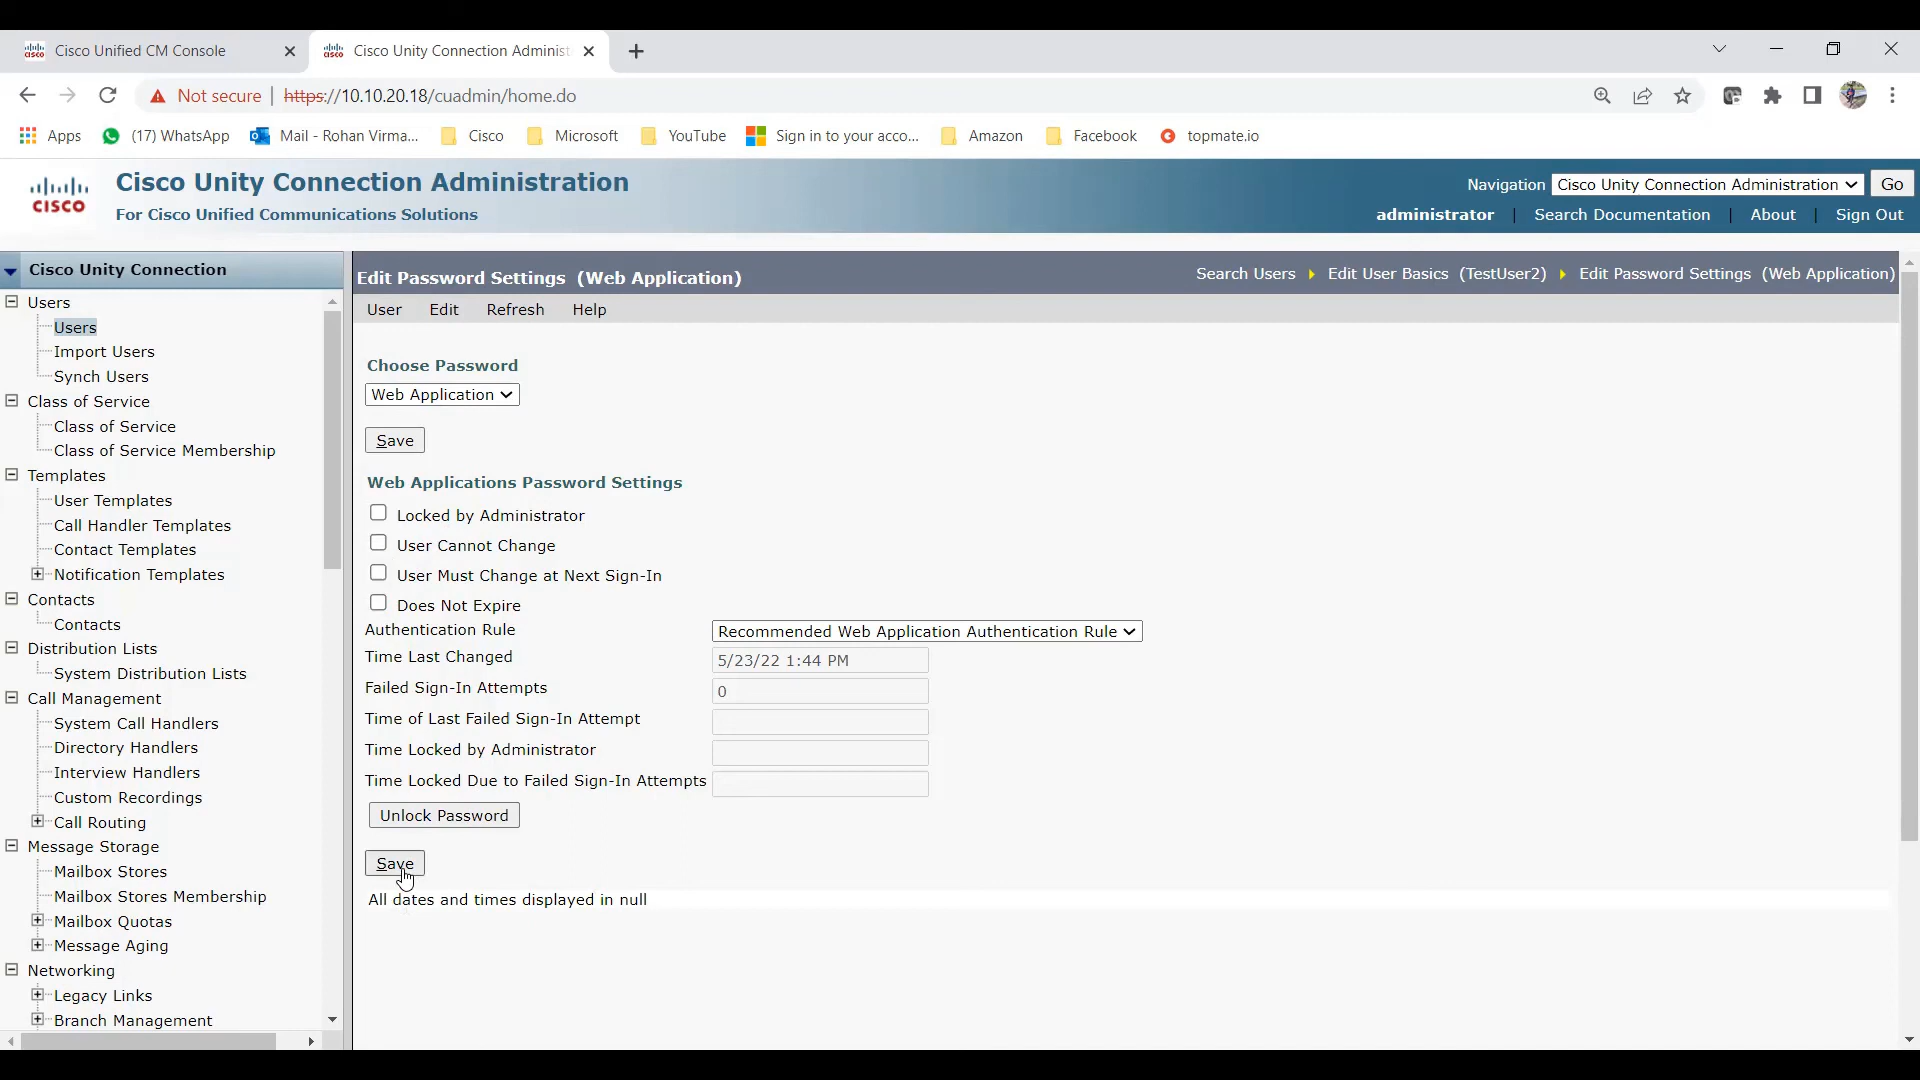 Cisco Unified CM Console
Cisco Unity Connection Administ
Not secure | https://10.10.20.18/cuadmin/home.do
Apps
(17) WhatsApp
Mail - Rohan Virma...
Cisco
Microsoft
YouTube
Sign in to your acco...
Amazon
Facebook
topmate.io
CISCO
Cisco Unity Connection Administration
For Cisco Unified Communications Solutions
Navigation Cisco Unity Connection Administration Go
administrator | Search Documentation | About | Sign Out
Cisco Unity Connection
Users
Users
Import Users
Synch Users
Class of Service
Class of Service
Class of Service Membership
Templates
User Templates
Call Handler Templates
Contact Templates
Notification Templates
Contacts
Contacts
Distribution Lists
System Distribution Lists
Call Management
System Call Handlers
Directory Handlers
Interview Handlers
Custom Recordings
Call Routing
Message Storage
Mailbox Stores
Mailbox Stores Membership
Mailbox Quotas
Message Aging
Networking
Legacy Links
Branch Management
Edit Password Settings (Web Application)
Search Users Edit User Basics (TestUser2) Edit Password Settings (Web Application)
User Edit Refresh Help
Choose Password
Web Application
Save
Web Applications Password Settings
Locked by Administrator
User Cannot Change
User Must Change at Next Sign-In
Does Not Expire
Authentication Rule Recommended Web Application Authentication Rule
Time Last Changed 5/23/22 1:44 PM
Failed Sign-In Attempts 0
Time of Last Failed Sign-In Attempt
Time Locked by Administrator
Time Locked Due to Failed Sign-In Attempts
Unlock Password
Save
All dates and times displayed in null